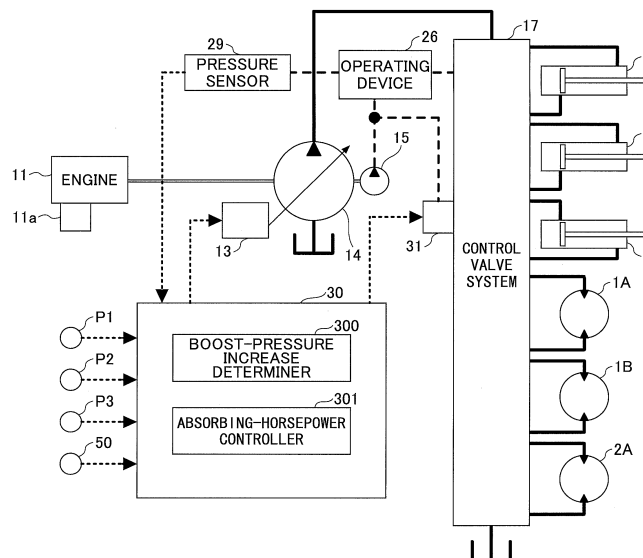 29
26
17
PRESSURE
SENSOR
OPERATING
DEVICE
15
11
ENGINE
11a
13
14
31
CONTROL
VALVE
SYSTEM
30
1A
P1
300
BOOST-PRESSURE
INCREASE
DETERMINER
P2
1B
P3
301
ABSORBING-HORSEPOWER
CONTROLLER
50
2A